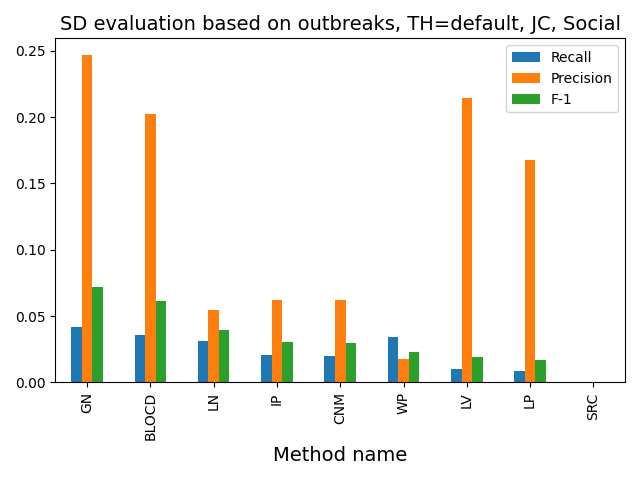 SD evaluation based on outbreaks, TH=default, JC, Social
Recall
Precision
F-1
0.25
0.20
0.15
0.10
0.05
0.00
GN
BLOCD
LN
IP
CNM
WP
LV
LP
SRC
Method name